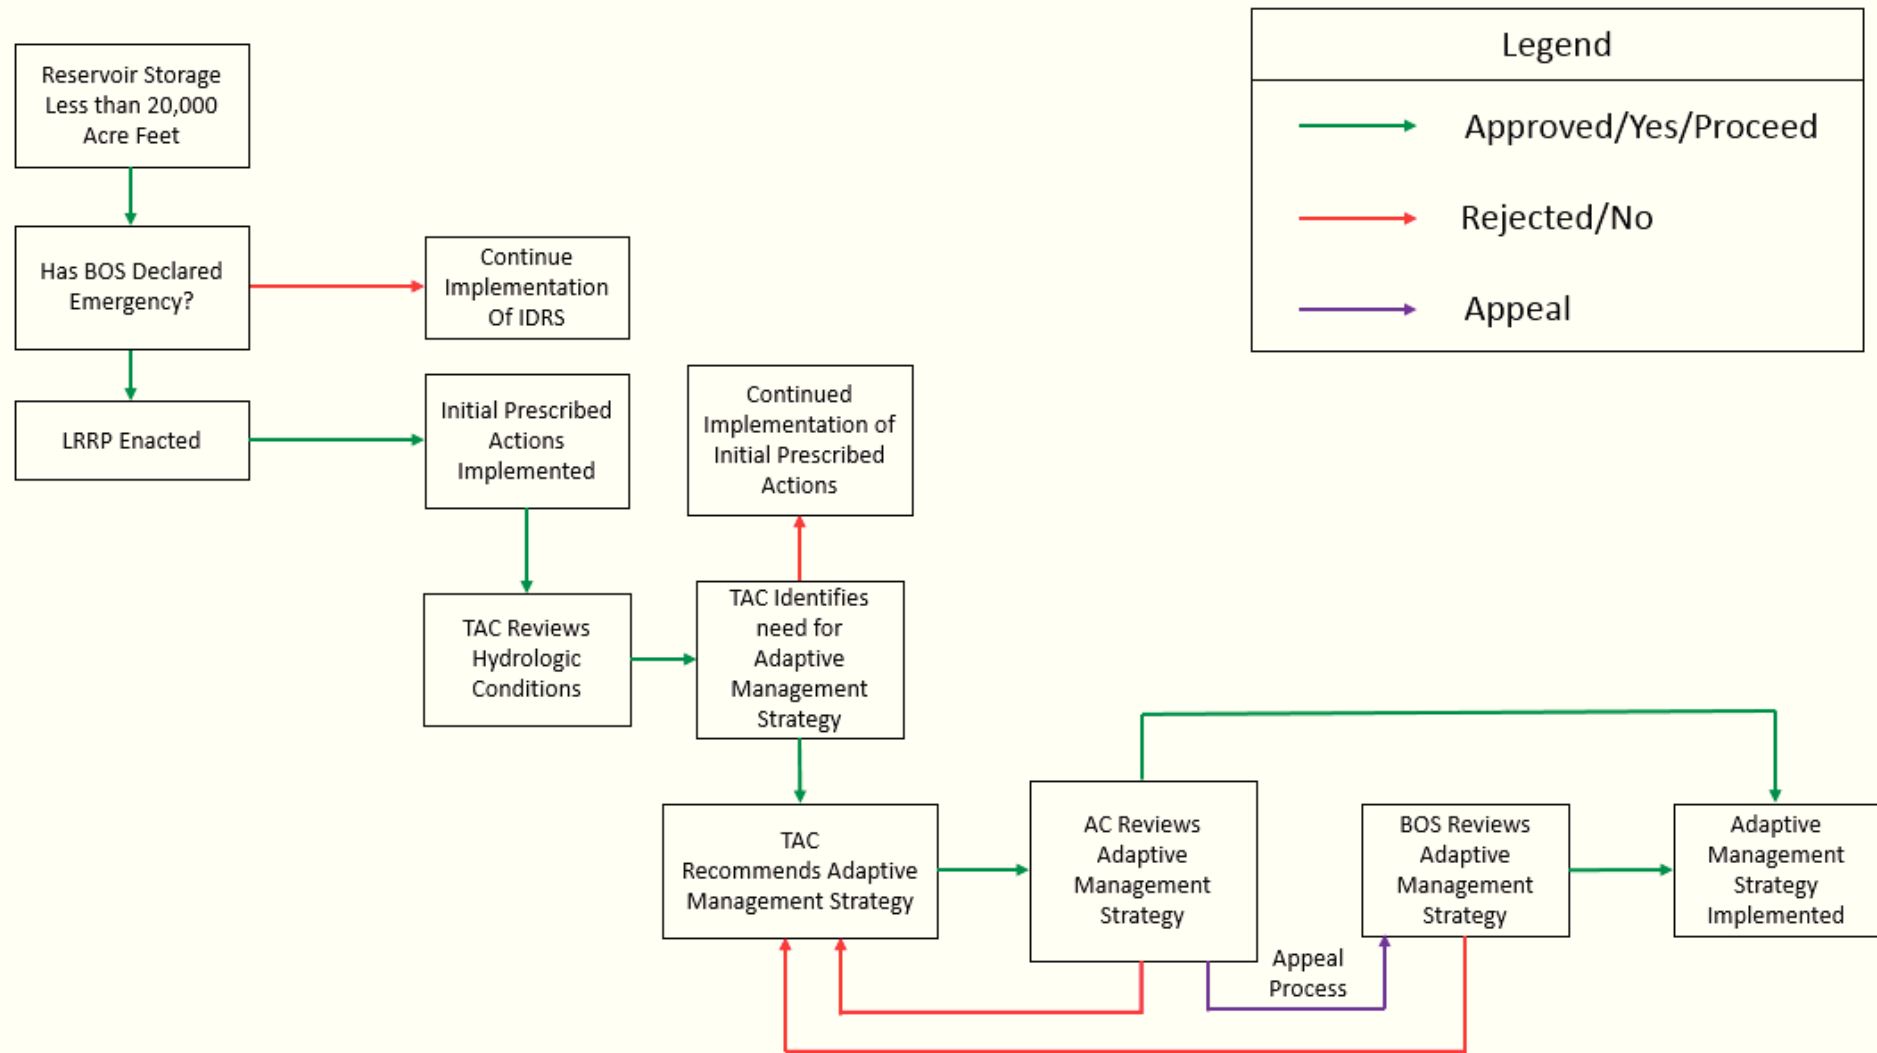 Reservoir Storage
Less than 20,000
Acre Feet
Legend
Approved/Yes/Proceed
Rejected/No
Appeal
Has BOS Declared
Emergency?
Continue
Implementation
Of IDRS
LRRP Enacted
Initial Prescribed
Actions
Implemented
Continued
Implementation of
Initial Prescribed
Actions
TAC Reviews
Hydrologic
Conditions
TAC Identifies
need for
Adaptive
Management
Strategy
TAC
Recommends Adaptive
Management Strategy
AC Reviews
Adaptive
Management
Strategy
Appeal
Process
BOS Reviews
Adaptive
Management
Strategy
Adaptive
Management
Strategy
Implemented